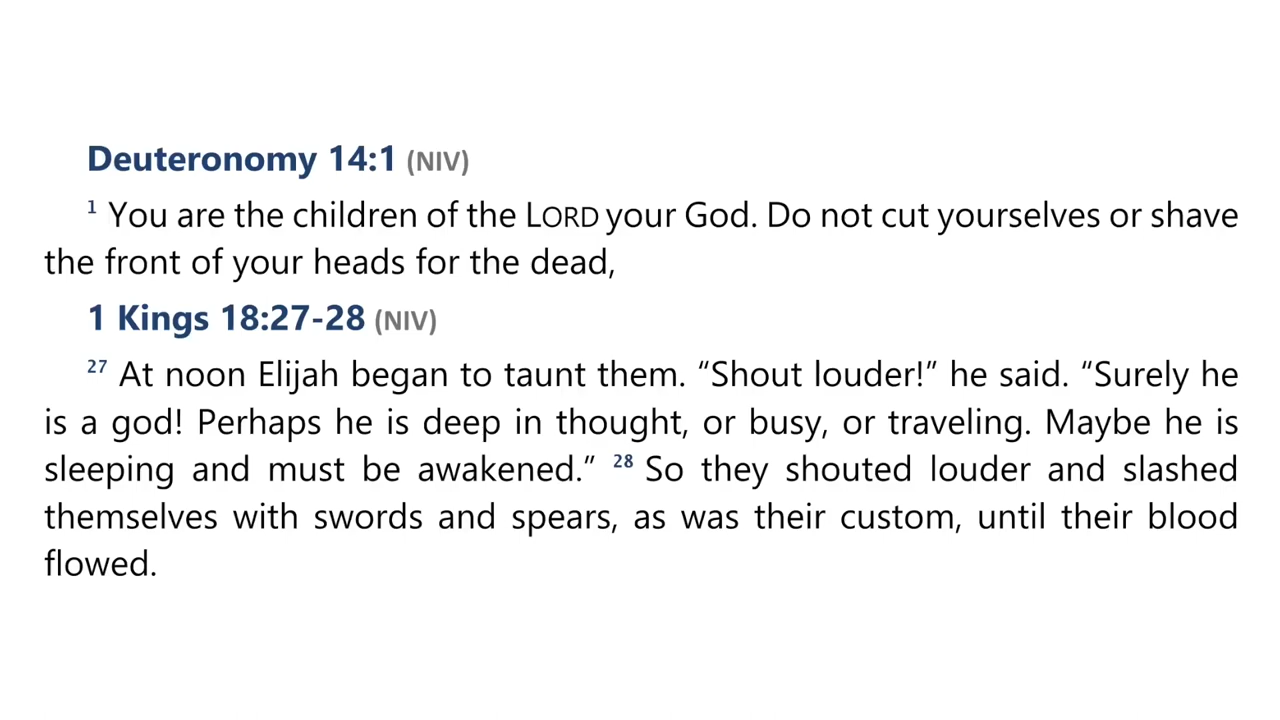 Deuteronomy 14:1 (NIV)
1 You are the children of the LORD your God. Do not cut yourselves or shave
the front of your heads for the dead,
1 Kings 18:27-28 (NIV)
27 At noon Elijah began to taunt them. “Shout louder!” he said. “Surely he
is a god! Perhaps he is deep in thought, or busy, or traveling. Maybe he is
sleeping and must be awakened.” 28 So they shouted louder and slashed
themselves with swords and spears, as was their custom, until their blood
flowed.